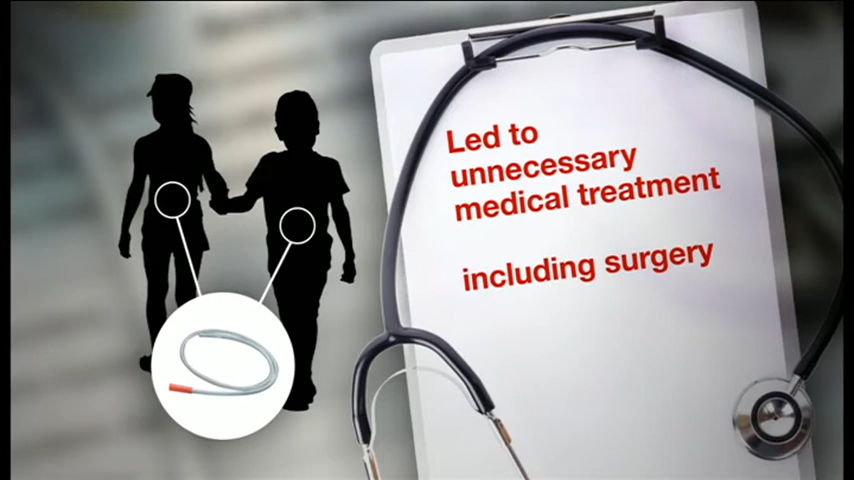 Led to
unnecessary
medical treatment
including surgery